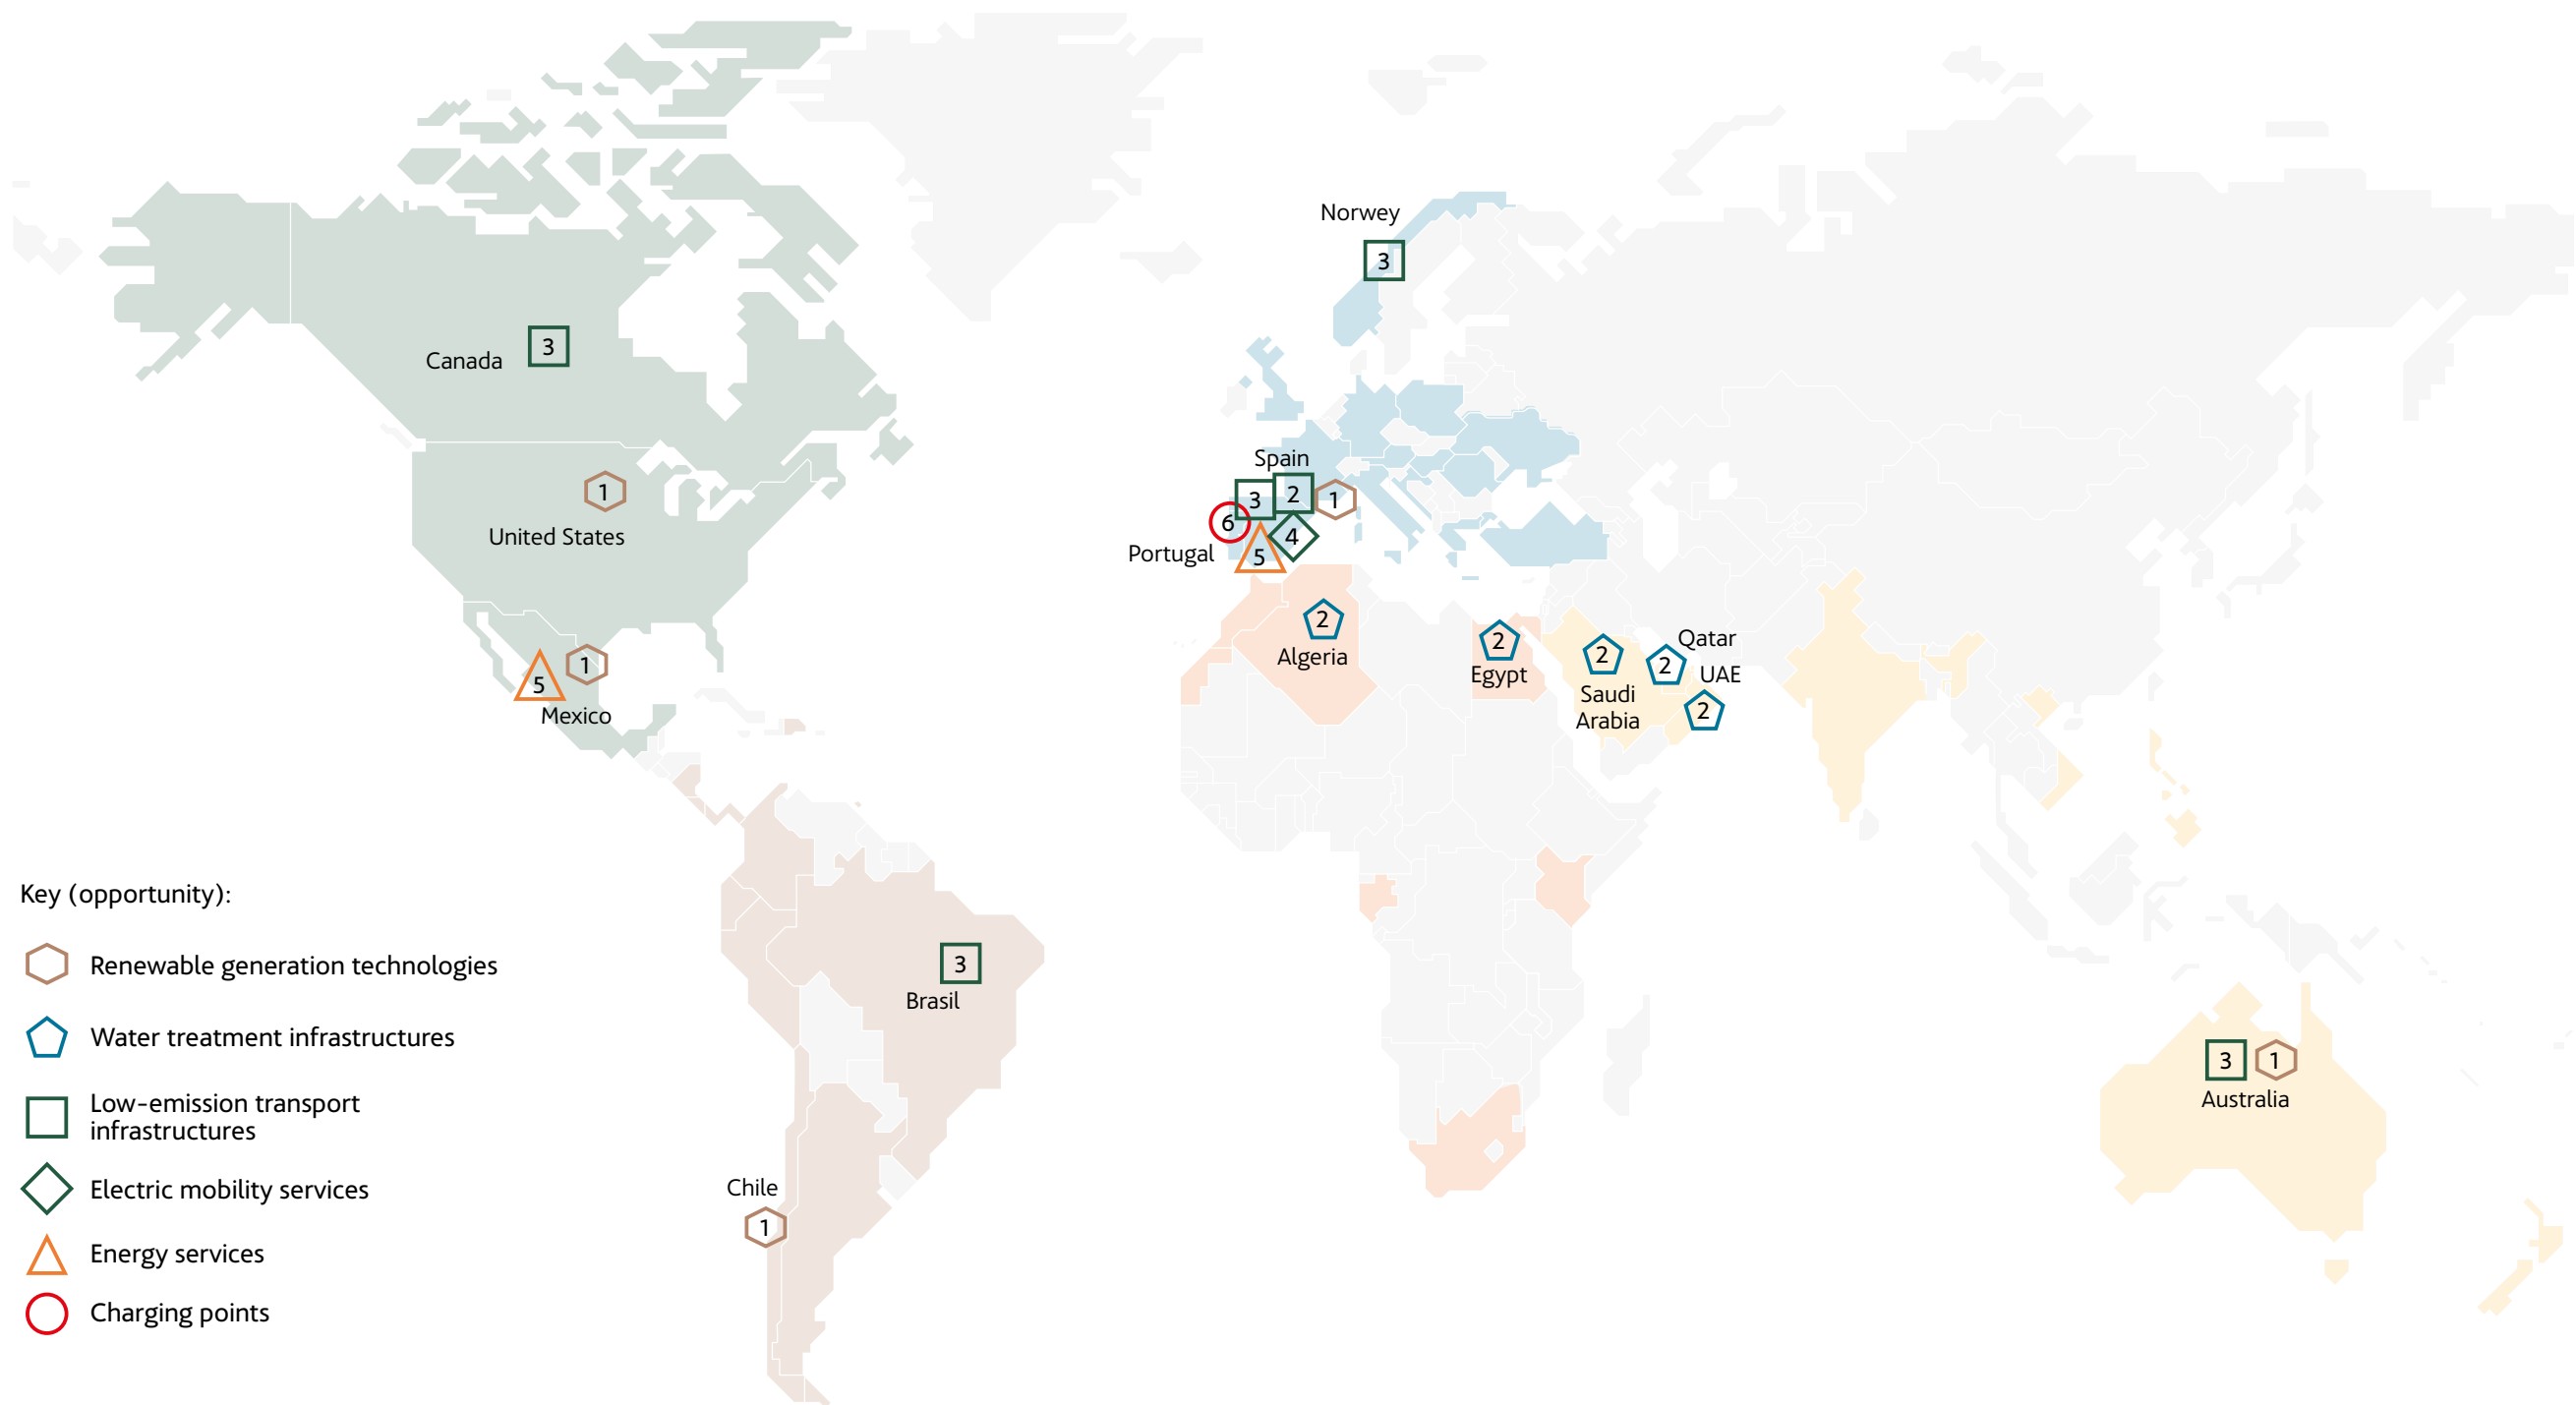 Norwey
3
Canada
3
Spain
1
3
2
1
6
4
5
United States
Portugal
2
Algeria
2
Egypt
2
Saudi
Arabia
Qatar
2
UAE
2
1
5
Mexico
Key (opportunity):
Renewable generation technologies
Water treatment infrastructures
Low-emission transport
infrastructures
Electric mobility services
Energy services
Charging points
3
Brasil
3
1
Australia
Chile
1